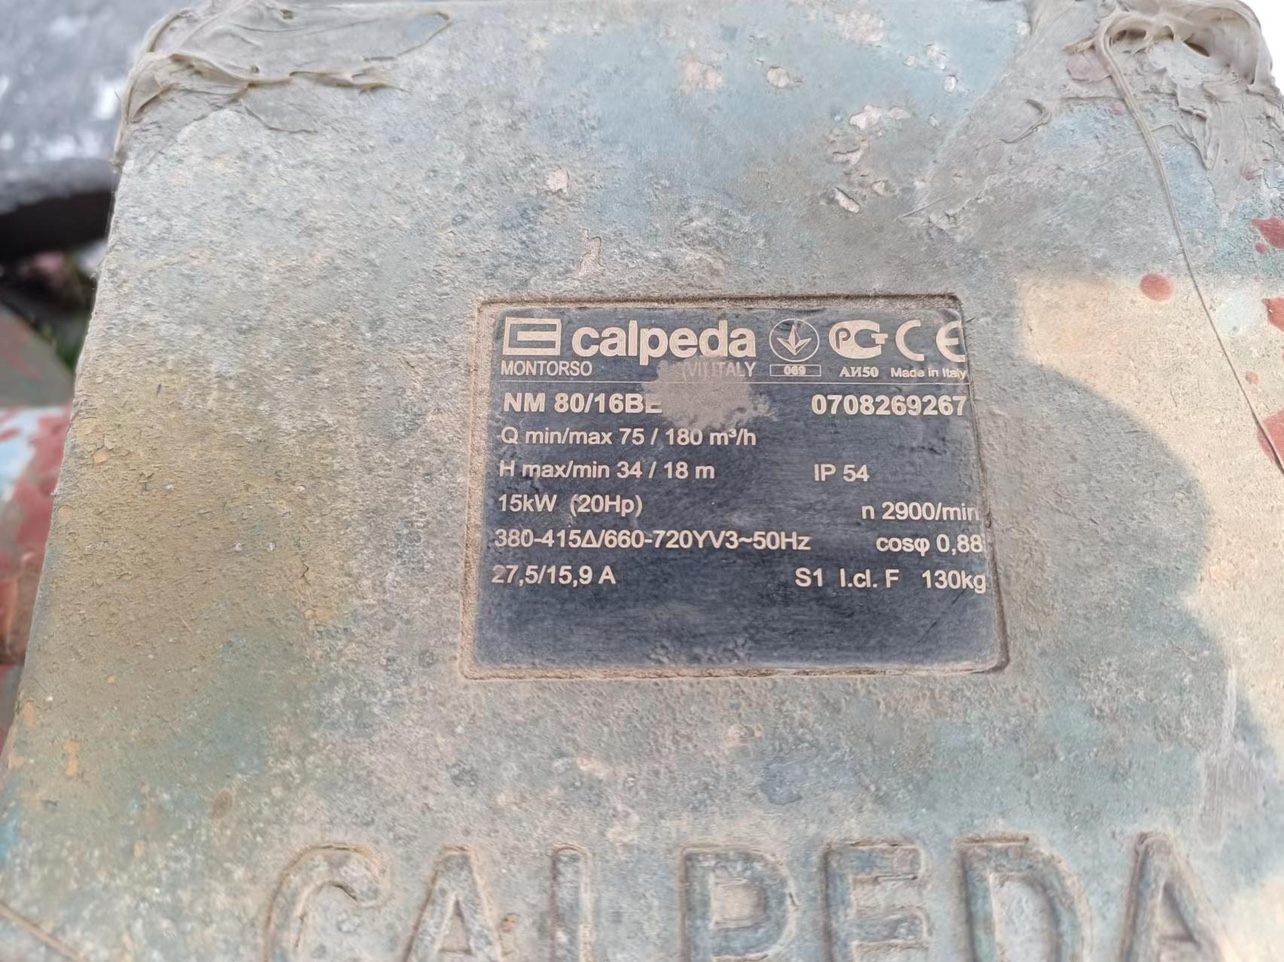 calpeda
MONTORSO (VI) ITALY 069 АИ50 Made in Italy
NM 80/16BE 0708269267
Q min/max 75 / 180 m³/h
H max/min 34 / 18 m IP 54
15kW (20Hp) n 2900/min
380-415Δ/660-720YV3~50Hz cosφ 0,88
27,5/15,9 A S1 I.cl. F 130kg
CALPEDA